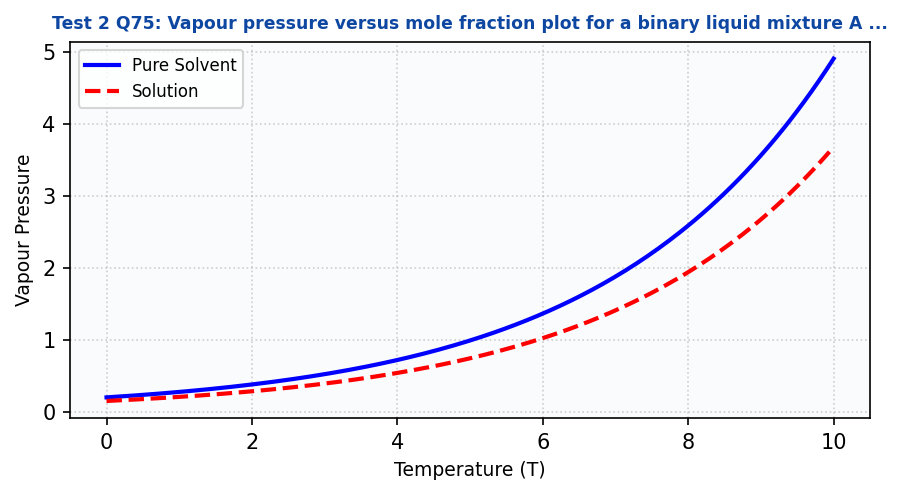 Test 2 Q75: Vapour pressure versus mole fraction plot for a binary liquid mixture A ...
Pure Solvent
Solution
Vapour Pressure
5
4
3
2
1
0
0 2 4 6 8 10
Temperature (T)